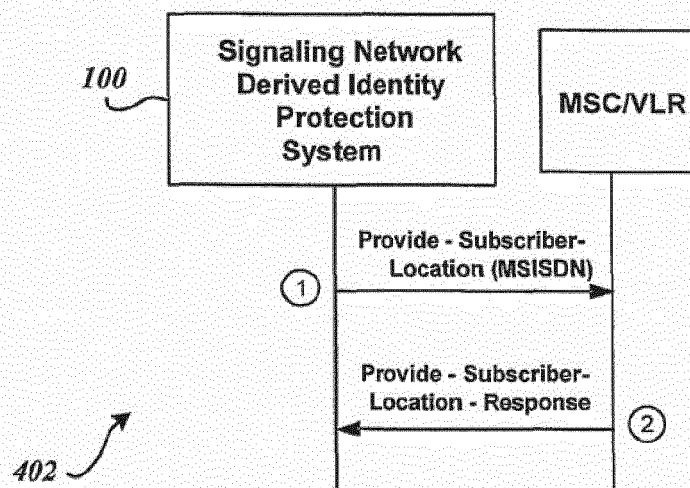 Signaling Network
Derived Identity
Protection
System
100
MSC/VLR
Provide - Subscriber-
Location (MSISDN)
1
Provide - Subscriber-
Location - Response
2
402